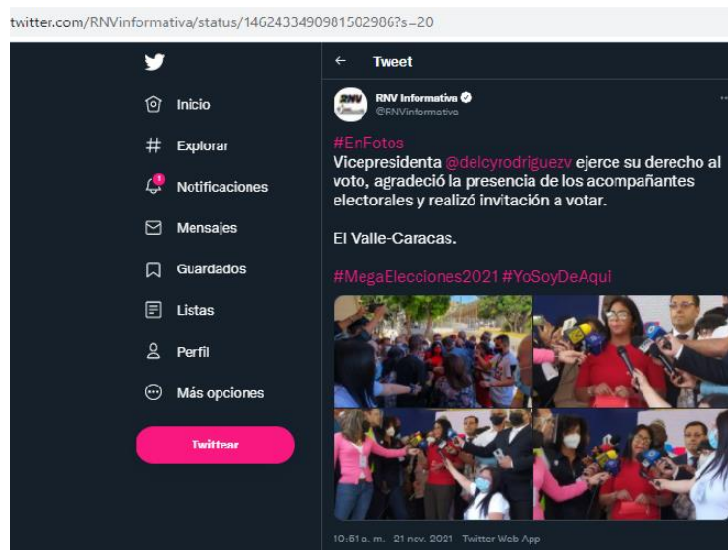 twitter.com/RNVinformativa/status/1462433490981502986?s=20
Inicio
Explorar
Notificaciones
1
Mensajes
Guardados
Listas
Perfil
Más opciones
Twittear
← Tweet
RNV
RNV Informativa
@RNVinformativa
#EnFotos
Vicepresidenta @delcyrodriguezv ejerce su derecho al
voto, agradeció la presencia de los acompañantes
electorales y realizó invitación a votar.
El Valle-Caracas.
#MegaElecciones2021 #YoSoyDeAqui
10:51 a. m. 21 nov. 2021 Twitter Web App